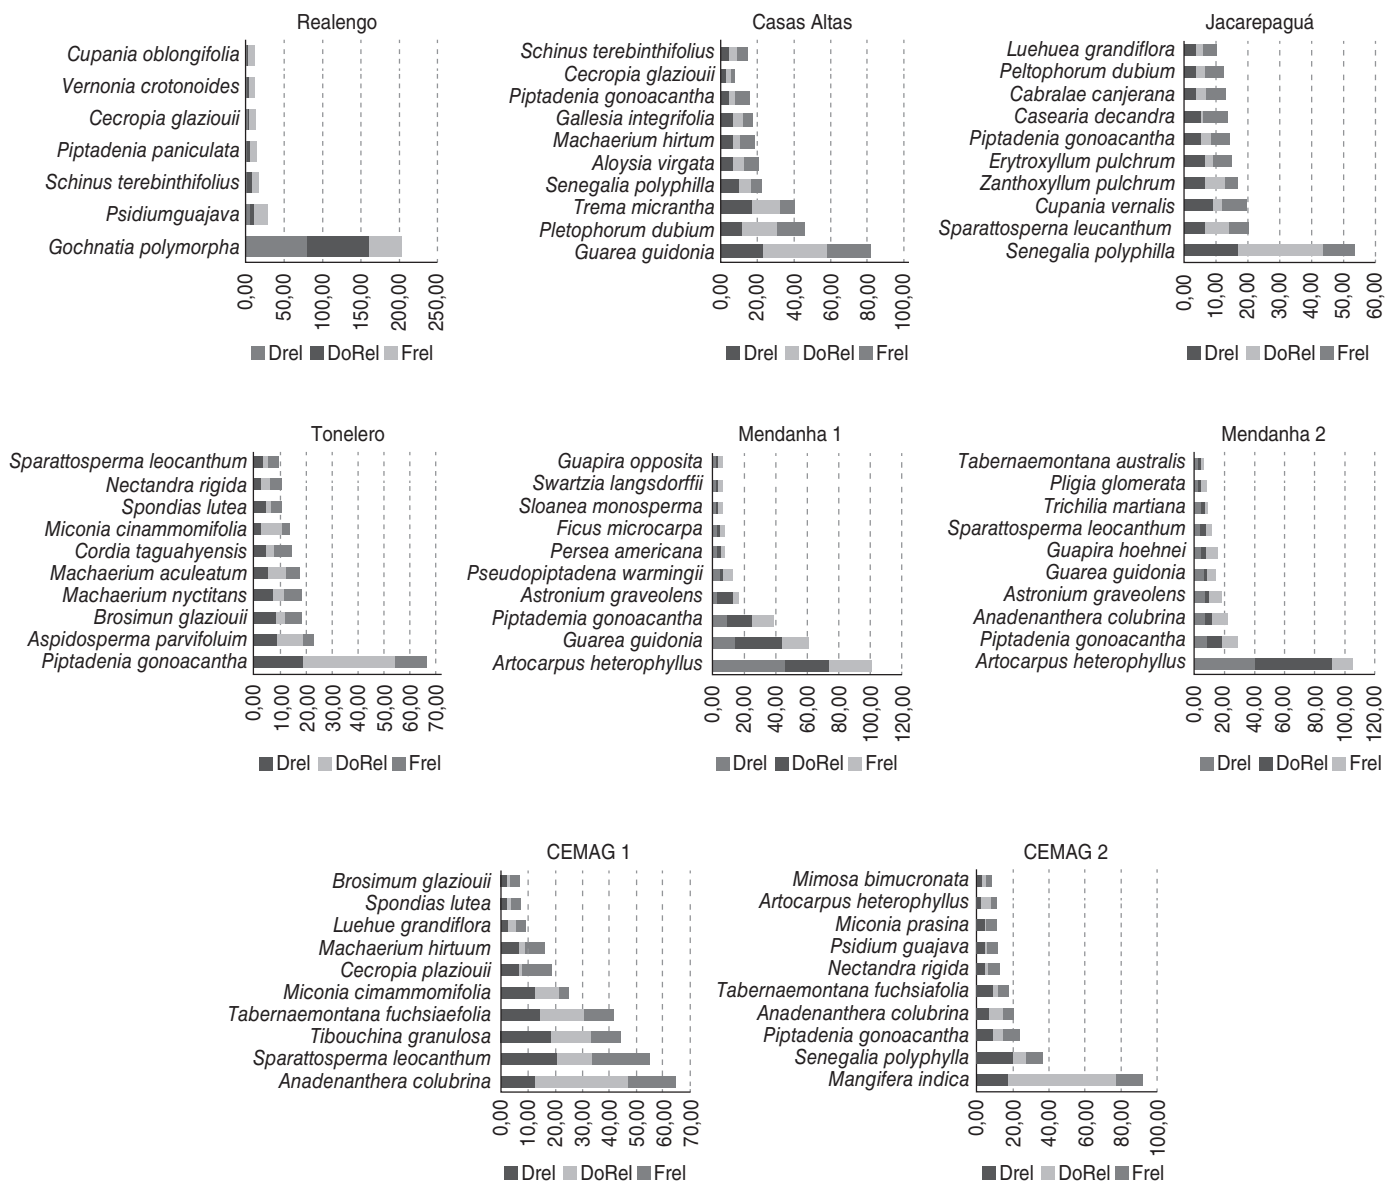 Realengo
Cupania oblongifolia
Vernonia crotonoides
Cecropia glaziouii
Piptadenia paniculata
Schinus terebinthifolius
Psidiumguajava
Gochnatia polymorpha
0,00 50,00 100,00 150,00 200,00 250,00
Drel DoRel Frel
Casas Altas
Schinus terebinthifolius
Cecropia glaziouii
Piptadenia gonoacantha
Gallesia integrifolia
Machaerium hirtum
Aloysia virgata
Senegalia polyphilla
Trema micrantha
Pletophorum dubium
Guarea guidonia
0,00 20,00 40,00 60,00 80,00 100,00
Drel DoRel Frel
Jacarepaguá
Luehuea grandiflora
Peltophorum dubium
Cabralae canjerana
Casearia decandra
Piptadenia gonoacantha
Erytroxyllum pulchrum
Zanthoxyllum pulchrum
Cupania vernalis
Sparattosperna leucanthum
Senegalia polyphilla
0,00 10,00 20,00 30,00 40,00 50,00 60,00
Drel DoRel Frel
Tonelero
Sparattosperma leocanthum
Nectandra rigida
Spondias lutea
Miconia cinammomifolia
Cordia taguahyensis
Machaerium aculeatum
Machaerium nyctitans
Brosimun glaziouii
Aspidosperma parvifoluim
Piptadenia gonoacantha
0,00 10,00 20,00 30,00 40,00 50,00 60,00 70,00
Drel DoRel Frel
Mendanha 1
Guapira opposita
Swartzia langsdorffii
Sloanea monosperma
Ficus microcarpa
Persea americana
Pseudopiptadena warmingii
Astronium graveolens
Piptademia gonoacantha
Guarea guidonia
Artocarpus heterophyllus
0,00 20,00 40,00 60,00 80,00 100,00 120,00
Drel DoRel Frel
Mendanha 2
Tabernaemontana australis
Pligia glomerata
Trichilia martiana
Sparattosperma leocanthum
Guapira hoehnei
Guarea guidonia
Astronium graveolens
Anadenanthera colubrina
Piptadenia gonoacantha
Artocarpus heterophyllus
0,00 20,00 40,00 60,00 80,00 100,00 120,00
Drel DoRel Frel
CEMAG 1
Brosimum glaziouii
Spondias lutea
Luehue grandiflora
Machaerium hirtuum
Cecropia plaziouii
Miconia cimammomifolia
Tabernaemontana fuchsiaefolia
Tibouchina granulosa
Sparattosperma leocanthum
Anadenanthera colubrina
0,00 10,00 20,00 30,00 40,00 50,00 60,00 70,00
Drel DoRel Frel
CEMAG 2
Mimosa bimucronata
Artocarpus heterophyllus
Miconia prasina
Psidium guajava
Nectandra rigida
Tabernaemontana fuchsiafolia
Anadenanthera colubrina
Piptadenia gonoacantha
Senegalia polyphylla
Mangifera indica
0,00 20,00 40,00 60,00 80,00 100,00
Drel DoRel Frel